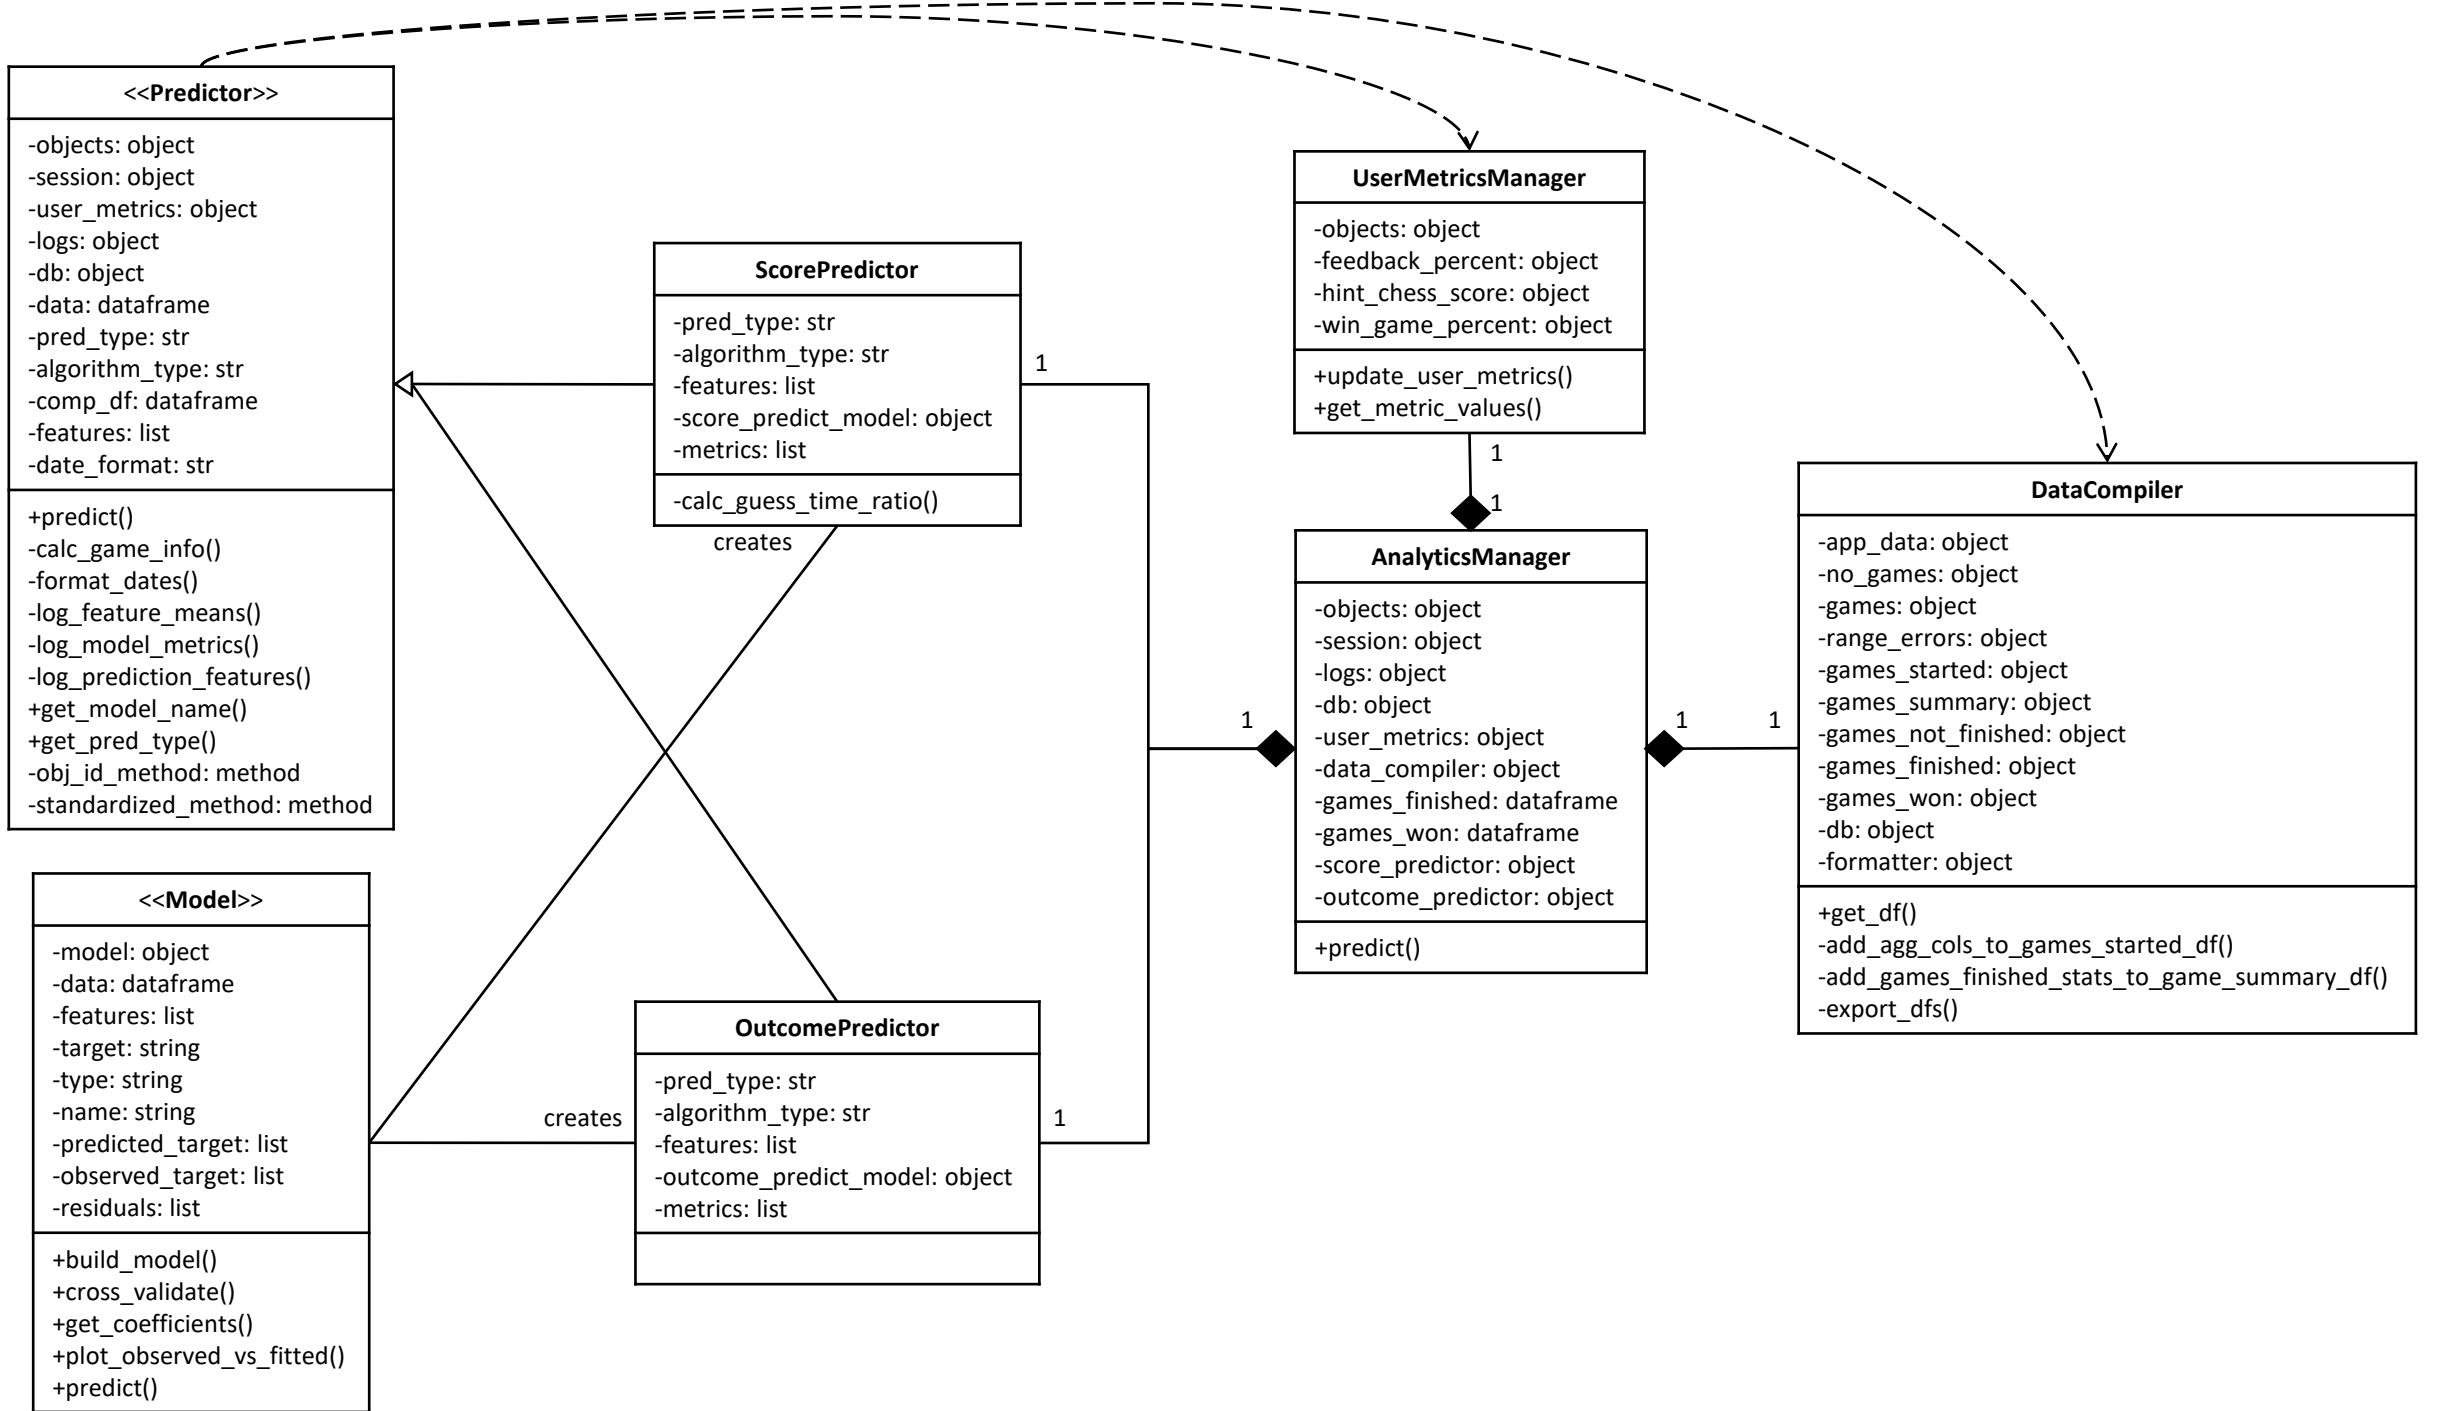 <<Predictor>>
-objects: object
-session: object
-user_metrics: object
-logs: object
-db: object
-data: dataframe
-pred_type: str
-algorithm_type: str
-comp_df: dataframe
-features: list
-date_format: str
+predict()
-calc_game_info()
-format_dates()
-log_feature_means()
-log_model_metrics()
-log_prediction_features()
+get_model_name()
+get_pred_type()
-obj_id_method: method
-standardized_method: method
<<Model>>
-model: object
-data: dataframe
-features: list
-target: string
-type: string
-name: string
-predicted_target: list
-observed_target: list
-residuals: list
+build_model()
+cross_validate()
+get_coefficients()
+plot_observed_vs_fitted()
+predict()
ScorePredictor
-pred_type: str
-algorithm_type: str
-features: list
-score_predict_model: object
-metrics: list
-calc_guess_time_ratio()
creates
1
OutcomePredictor
-pred_type: str
-algorithm_type: str
-features: list
-outcome_predict_model: object
-metrics: list
creates
1
1
UserMetricsManager
-objects: object
-feedback_percent: object
-hint_chess_score: object
-win_game_percent: object
+update_user_metrics()
+get_metric_values()
1
1
AnalyticsManager
-objects: object
-session: object
-logs: object
-db: object
-user_metrics: object
-data_compiler: object
-games_finished: dataframe
-games_won: dataframe
-score_predictor: object
-outcome_predictor: object
+predict()
1
1
DataCompiler
-app_data: object
-no_games: object
-games: object
-range_errors: object
-games_started: object
-games_summary: object
-games_not_finished: object
-games_finished: object
-games_won: object
-db: object
-formatter: object
+get_df()
-add_agg_cols_to_games_started_df()
-add_games_finished_stats_to_game_summary_df()
-export_dfs()